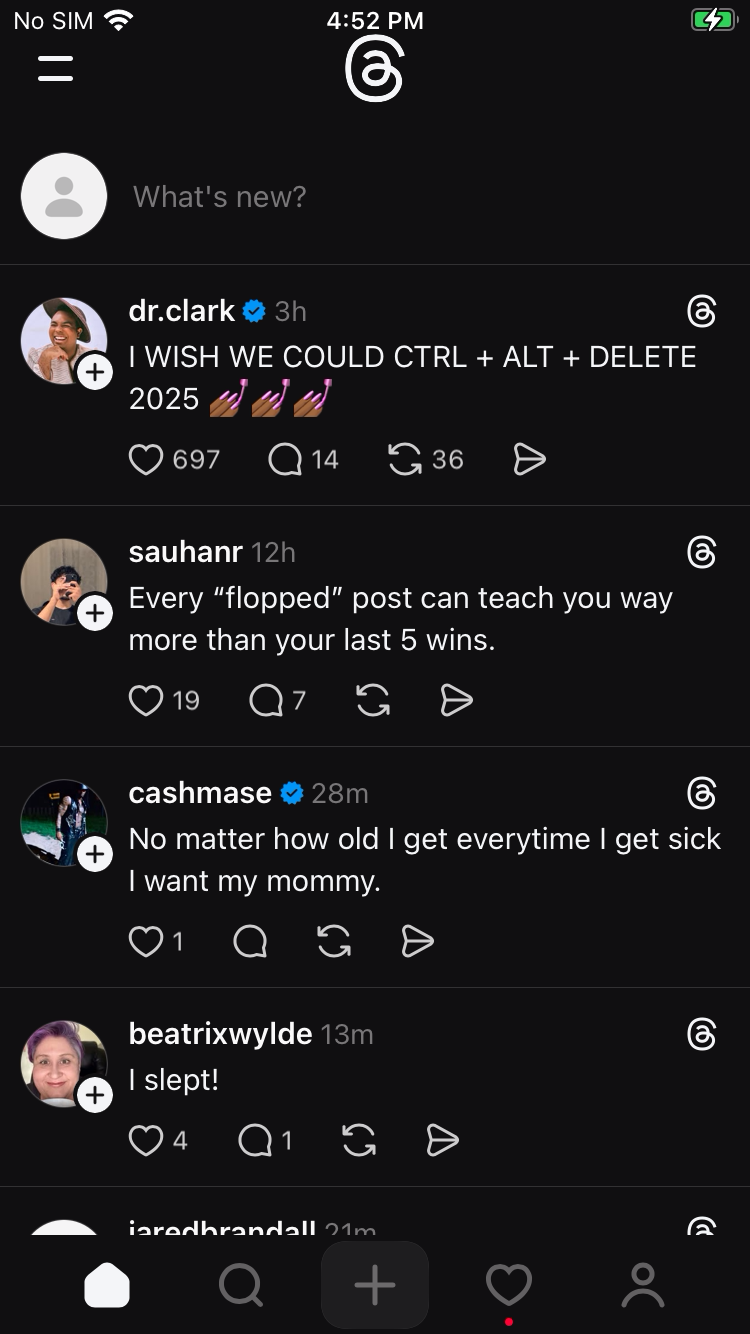 No SIM 4:52 PM
What's new?
dr.clark 3h
I WISH WE COULD CTRL + ALT + DELETE
2025 💅🏾💅🏾💅🏾
697 14 36
sauhanr 12h
Every “flopped” post can teach you way
more than your last 5 wins.
19 7
cashmase 28m
No matter how old I get everytime I get sick
I want my mommy.
1
beatrixwylde 13m
I slept!
4 1
jaredbrandall 21m